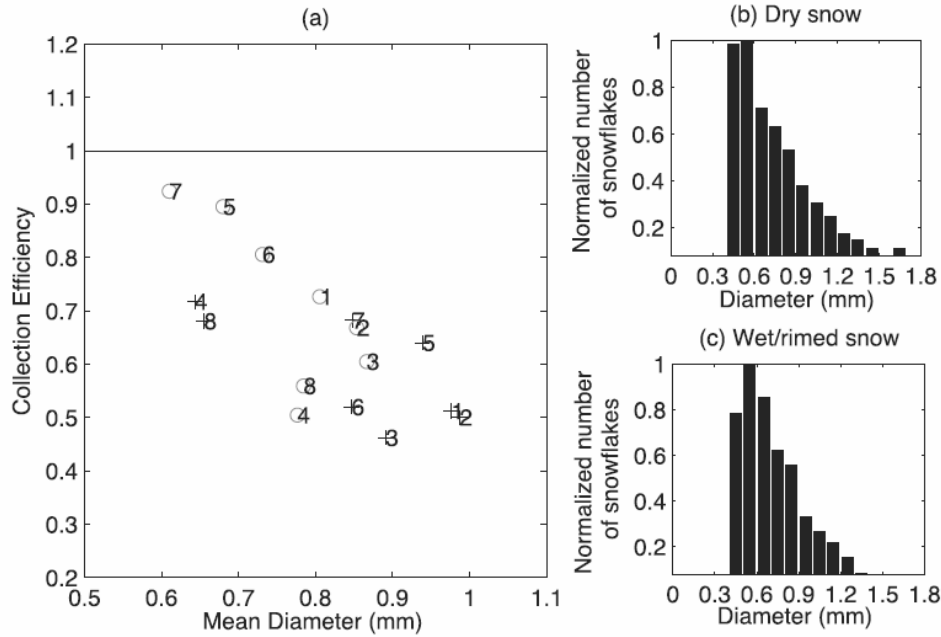 (a)
1.2
1.1
1
0.9
0.8
0.7
0.6
0.5
0.4
0.3
0.2
0.5 0.6 0.7 0.8 0.9 1 1.1
Collection Efficiency
Mean Diameter (mm)
7
5
6
1
4
8
7
2
5
3
8
4
6
1
2
3
(b) Dry snow
1
0.8
0.6
0.4
0.2
0 0.3 0.6 0.9 1.2 1.5 1.8
Normalized number
of snowflakes
Diameter (mm)
(c) Wet/rimed snow
1
0.8
0.6
0.4
0.2
0 0.3 0.6 0.9 1.2 1.5 1.8
Normalized number
of snowflakes
Diameter (mm)